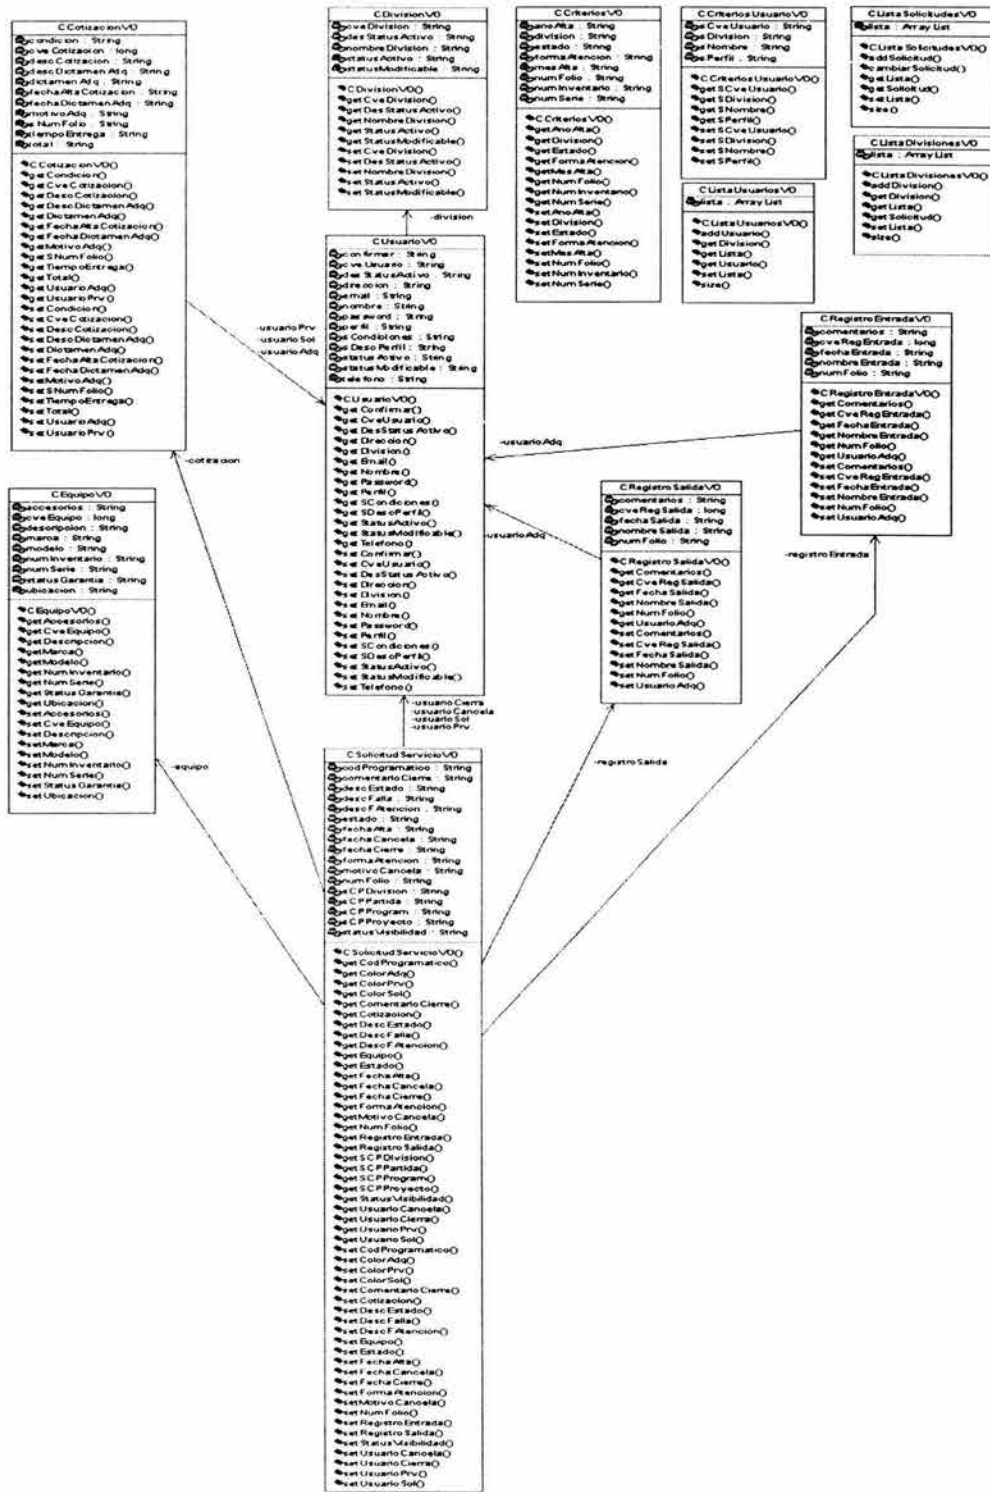 CCotizacionVO
condicion : String
cveCotizacion : long
descCotizacion : String
descDictamenAdq : String
dictamenAdq : String
fechaAltaCotizacion : String
fechaDictamenAdq : String
motivoAdq : String
sNumFolio : String
tiempoEntrega : String
total : String
CCotizacionVO()
getCondicion()
getCveCotizacion()
getDescCotizacion()
getDescDictamenAdq()
getDictamenAdq()
getFechaAltaCotizacion()
getFechaDictamenAdq()
getMotivoAdq()
getSNumFolio()
getTiempoEntrega()
getTotal()
getUsuarioAdq()
getUsuarioPrv()
setCondicion()
setCveCotizacion()
setDescCotizacion()
setDescDictamenAdq()
setDictamenAdq()
setFechaAltaCotizacion()
setFechaDictamenAdq()
setMotivoAdq()
setSNumFolio()
setTiempoEntrega()
setTotal()
setUsuarioAdq()
setUsuarioPrv()
CDivisionVO
cveDivision : String
desStatusActivo : String
nombreDivision : String
statusActivo : String
statusModificable : String
CDivisionVO()
getCveDivision()
getDesStatusActivo()
getNombreDivision()
getStatusActivo()
getStatusModificable()
setCveDivision()
setDesStatusActivo()
setNombreDivision()
setStatusActivo()
setStatusModificable()
CCriteriosVO
anoAlta : String
division : String
estado : String
formaAtencion : String
mesAlta : String
numFolio : String
numInventario : String
numSerie : String
CCriteriosVO()
getAnoAlta()
getDivision()
getEstado()
getFormaAtencion()
getMesAlta()
getNumFolio()
getNumInventario()
getNumSerie()
setAnoAlta()
setDivision()
setEstado()
setFormaAtencion()
setMesAlta()
setNumFolio()
setNumInventario()
setNumSerie()
CCriteriosUsuarioVO
sCveUsuario : String
sDivision : String
sNombre : String
sPerfil : String
CCriteriosUsuarioVO()
getSCveUsuario()
getSDivision()
getSNombre()
getSPerfil()
setSCveUsuario()
setSDivision()
setSNombre()
setSPerfil()
CListaSolicitudesVO
lista : ArrayList
CListaSolicitudesVO()
addSolicitud()
cambiarSolicitud()
getLista()
getSolicitud()
setLista()
size()
CListaDivisionesVO
lista : ArrayList
CListaDivisionesVO()
addDivision()
getDivision()
getLista()
getSolicitud()
setLista()
size()
CListaUsuariosVO
lista : ArrayList
CListaUsuariosVO()
addUsuario()
getDivision()
getLista()
getUsuario()
setLista()
size()
-division
CUsuarioVO
confirmar : String
cveUsuario : String
desStatusActivo : String
direccion : String
email : String
nombre : String
password : String
perfil : String
sCondiciones : String
sDescPerfil : String
statusActivo : String
statusModificable : String
telefono : String
CUsuarioVO()
getConfirmar()
getCveUsuario()
getDesStatusActivo()
getDireccion()
getDivision()
getEmail()
getNombre()
getPassword()
getPerfil()
getSCondiciones()
getSDescPerfil()
getStatusActivo()
getStatusModificable()
getTelefono()
setConfirmar()
setCveUsuario()
setDesStatusActivo()
setDireccion()
setDivision()
setEmail()
setNombre()
setPassword()
setPerfil()
setSCondiciones()
setSDescPerfil()
setStatusActivo()
setStatusModificable()
setTelefono()
-usuarioPrv
-usuarioSol
-usuarioAdq
CRegistroEntradaVO
comentarios : String
cveRegEntrada : long
fechaEntrada : String
nombreEntrada : String
numFolio : String
CRegistroEntradaVO()
getComentarios()
getCveRegEntrada()
getFechaEntrada()
getNombreEntrada()
getNumFolio()
getUsuarioAdq()
setComentarios()
setCveRegEntrada()
setFechaEntrada()
setNombreEntrada()
setNumFolio()
setUsuarioAdq()
-usuarioAdq
-cotizacion
CEquipoVO
accesorios : String
cveEquipo : long
descripcion : String
marca : String
modelo : String
numInventario : String
numSerie : String
statusGarantia : String
ubicacion : String
CEquipoVO()
getAccesorios()
getCveEquipo()
getDescripcion()
getMarca()
getModelo()
getNumInventario()
getNumSerie()
getStatusGarantia()
getUbicacion()
setAccesorios()
setCveEquipo()
setDescripcion()
setMarca()
setModelo()
setNumInventario()
setNumSerie()
setStatusGarantia()
setUbicacion()
CRegistroSalidaVO
comentarios : String
cveRegSalida : long
fechaSalida : String
nombreSalida : String
numFolio : String
CRegistroSalidaVO()
getComentarios()
getCveRegSalida()
getFechaSalida()
getNombreSalida()
getNumFolio()
getUsuarioAdq()
setComentarios()
setCveRegSalida()
setFechaSalida()
setNombreSalida()
setNumFolio()
setUsuarioAdq()
-usuarioAdq
-registroEntrada
-usuarioCierra
-usuarioCancela
-usuarioSol
-usuarioPrv
-equipo
-registroSalida
CSolicitudServicioVO
codProgramatico : String
comentarioCierre : String
descEstado : String
descFalla : String
descFAtencion : String
estado : String
fechaAlta : String
fechaCancela : String
fechaCierre : String
formaAtencion : String
motivoCancela : String
numFolio : String
sCPDivision : String
sCPPartida : String
sCPProgram : String
sCPProyecto : String
statusVisibilidad : String
CSolicitudServicioVO()
getCodProgramatico()
getColorAdq()
getColorPrv()
getColorSol()
getComentarioCierre()
getCotizacion()
getDescEstado()
getDescFalla()
getDescFAtencion()
getEquipo()
getEstado()
getFechaAlta()
getFechaCancela()
getFechaCierre()
getFormaAtencion()
getMotivoCancela()
getNumFolio()
getRegistroEntrada()
getRegistroSalida()
getSCPDivision()
getSCPPartida()
getSCPProgram()
getSCPProyecto()
getStatusVisibilidad()
getUsuarioCancela()
getUsuarioCierra()
getUsuarioPrv()
getUsuarioSol()
setCodProgramatico()
setColorAdq()
setColorPrv()
setColorSol()
setComentarioCierre()
setCotizacion()
setDescEstado()
setDescFalla()
setDescFAtencion()
setEquipo()
setEstado()
setFechaAlta()
setFechaCancela()
setFechaCierre()
setFormaAtencion()
setMotivoCancela()
setNumFolio()
setRegistroEntrada()
setRegistroSalida()
setStatusVisibilidad()
setUsuarioCancela()
setUsuarioCierra()
setUsuarioPrv()
setUsuarioSol()